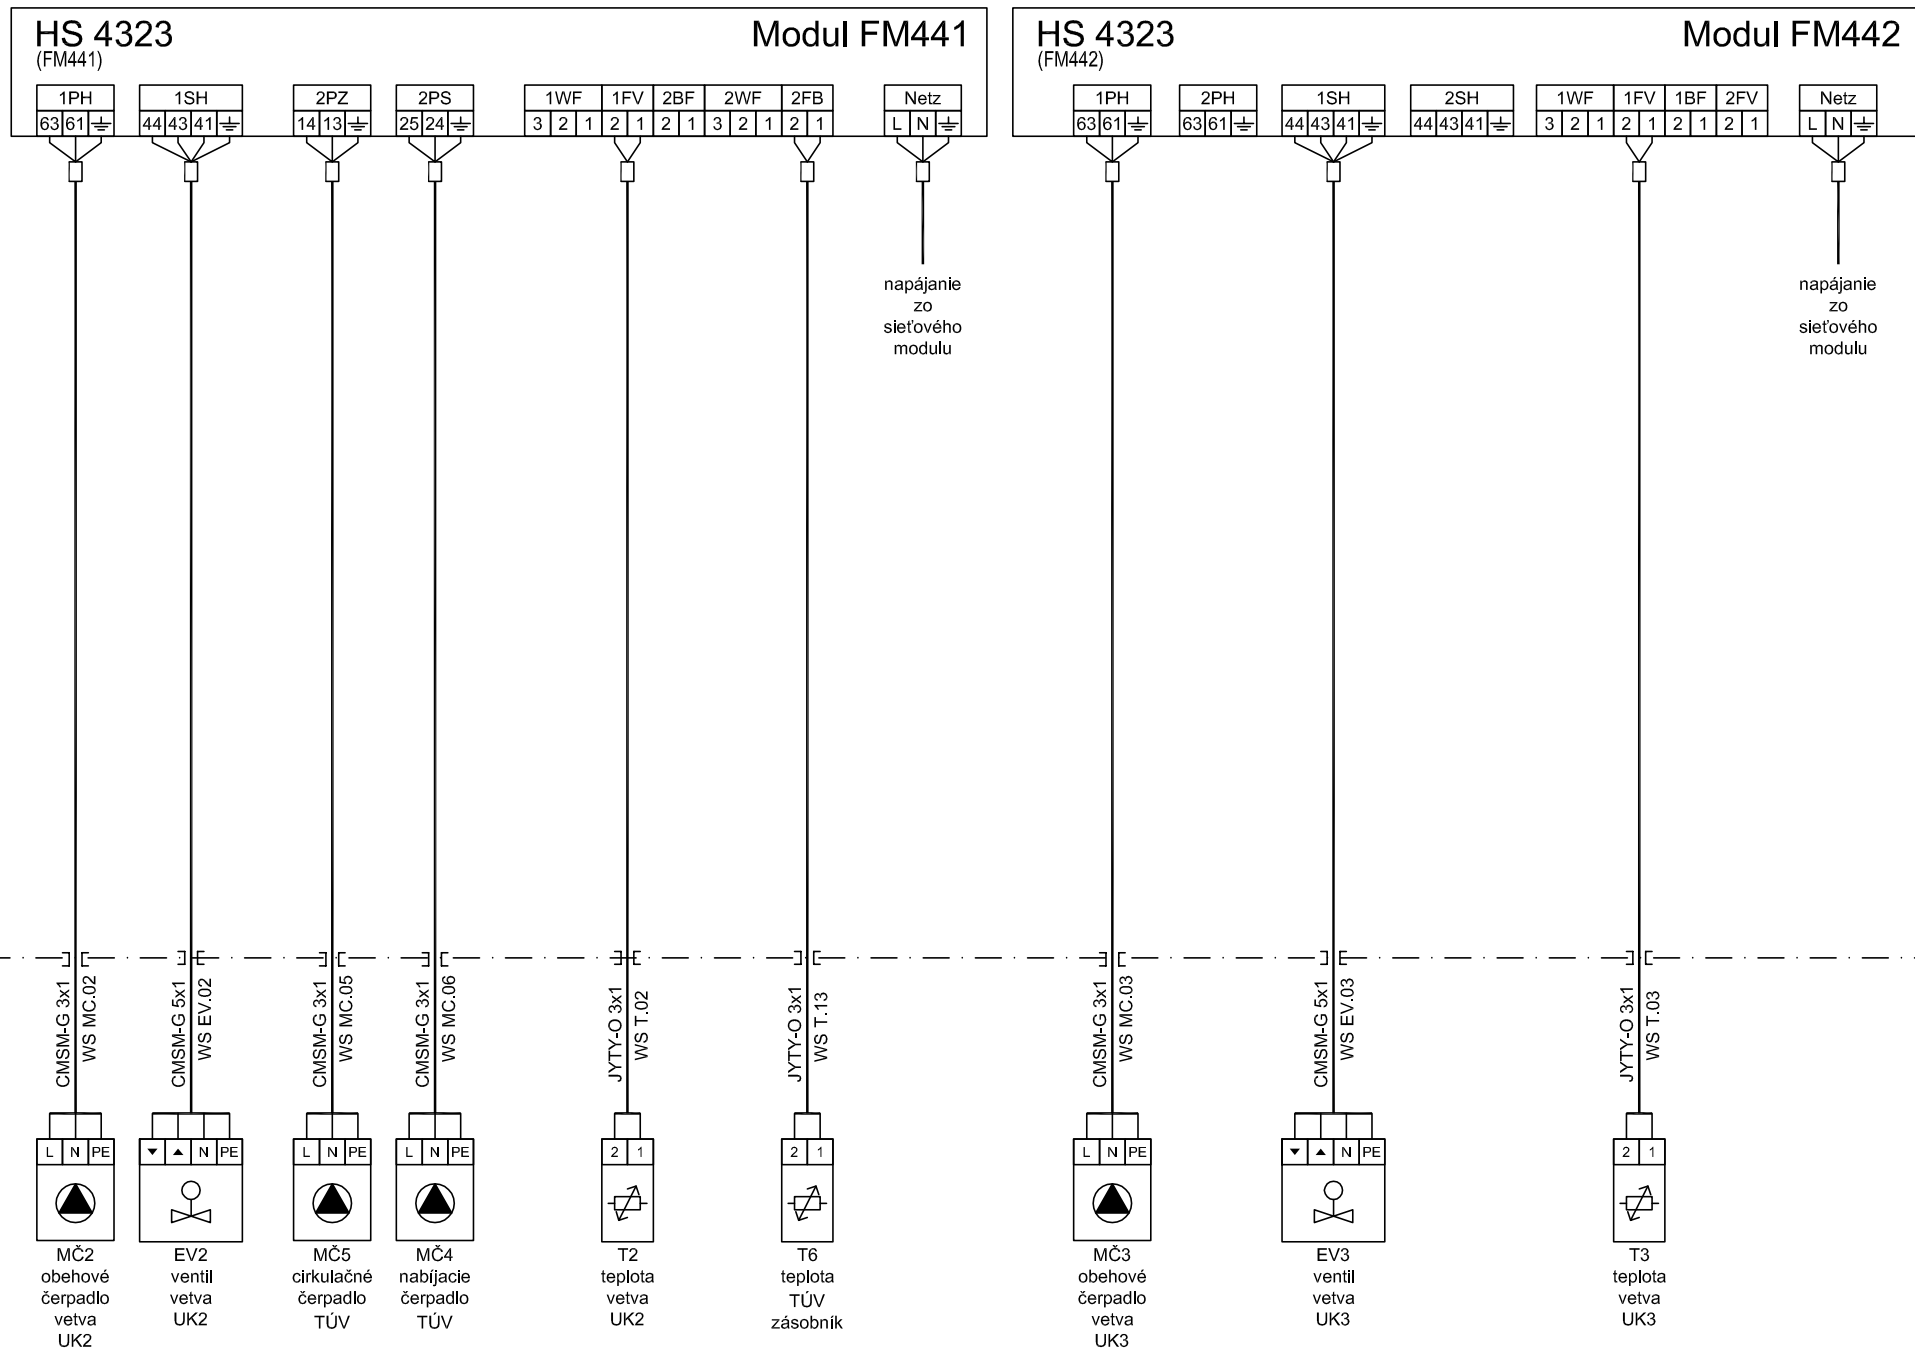 HS 4323
(FM441)
Modul FM441
1PH
1SH
2PZ
2PS
1WF 1FV 2BF 2WF 2FB
Netz
63 61
44 43 41
14 13
25 24
3 2 1 2 1 2 1 3 2 1 2 1
L N
napájanie
zo
sieťového
modulu
CMSM-G 3x1
WS MC.02
CMSM-G 5x1
WS EV.02
CMSM-G 3x1
WS MC.05
CMSM-G 3x1
WS MC.06
JYTY-O 3x1
WS T.02
JYTY-O 3x1
WS T.13
L N PE
MČ2
obehové
čerpadlo
vetva
UK2
▼ ▲ N PE
EV2
ventil
vetva
UK2
L N PE
MČ5
cirkulačné
čerpadlo
TÚV
L N PE
MČ4
nabíjacie
čerpadlo
TÚV
2 1
T2
teplota
vetva
UK2
2 1
T6
teplota
TÚV
zásobník
HS 4323
(FM442)
Modul FM442
1PH
2PH
1SH
2SH
1WF 1FV 1BF 2FV
Netz
63 61
63 61
44 43 41
44 43 41
3 2 1 2 1 2 1 2 1
L N
napájanie
zo
sieťového
modulu
CMSM-G 3x1
WS MC.03
CMSM-G 5x1
WS EV.03
JYTY-O 3x1
WS T.03
L N PE
MČ3
obehové
čerpadlo
vetva
UK3
▼ ▲ N PE
EV3
ventil
vetva
UK3
2 1
T3
teplota
vetva
UK3